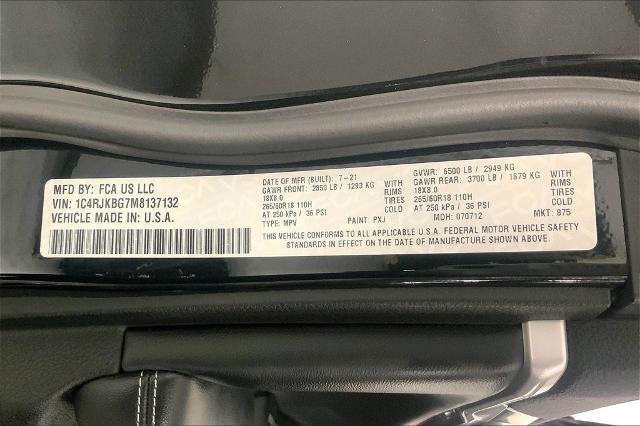 MFD BY: FCA US LLC
VIN: 1C4RJKBG7M8137132
VEHICLE MADE IN: U.S.A.
DATE OF MFR (BUILT): 7-21
GAWR FRONT: 2850 LB / 1293 KG WITH
18X8.0 RIMS
265/60R18 110H TIRES
AT 250 kPa / 36 PSI COLD
TYPE: MPV PAINT: PXJ
GVWR: 6500 LB / 2949 KG
GAWR REAR: 3700 LB / 1679 KG WITH
18X8.0 RIMS
265/60R18 110H TIRES
AT 250 kPa / 36 PSI COLD
MDH: 070712 MKT: 875
THIS VEHICLE CONFORMS TO ALL APPLICABLE U.S.A. FEDERAL MOTOR VEHICLE SAFETY
STANDARDS IN EFFECT ON THE DATE OF MANUFACTURE SHOWN ABOVE.